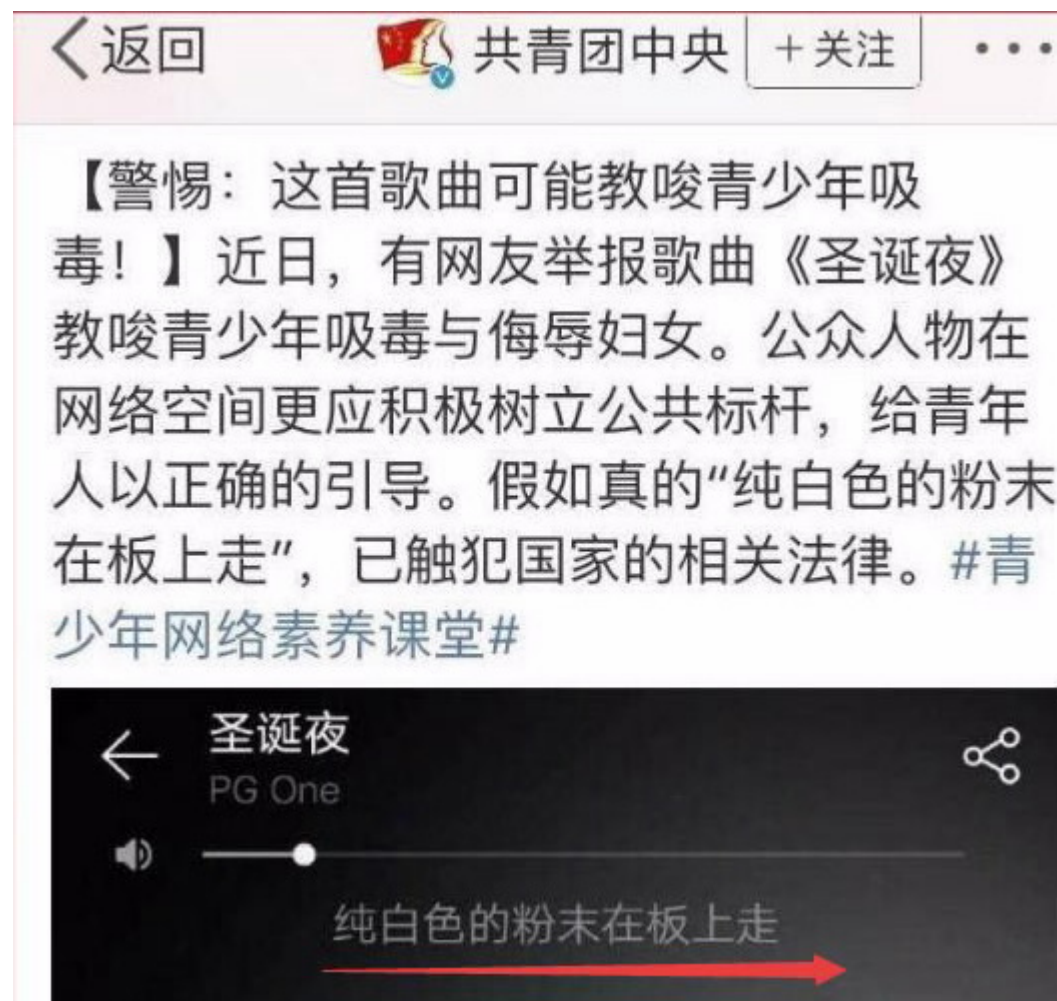 返回
共青团中央
+关注
【警惕：这首歌曲可能教唆青少年吸
毒！】近日，有网友举报歌曲《圣诞夜》
教唆青少年吸毒与侮辱妇女。公众人物在
网络空间更应积极树立公共标杆，给青年
人以正确的引导。假如真的“纯白色的粉末
在板上走”，已触犯国家的相关法律。#青
少年网络素养课堂#
圣诞夜
PG One
纯白色的粉末在板上走